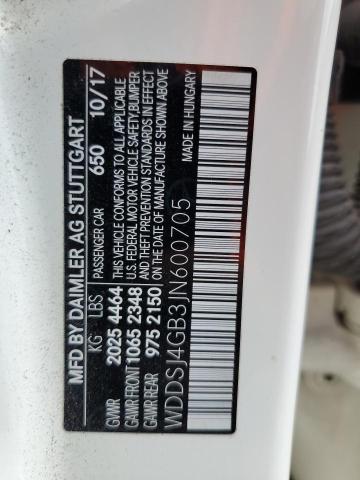 MFD BY DAIMLER AG STUTTGART
KG LBS PASSENGER CAR 650 10/17
GVWR 2025 4464 THIS VEHICLE CONFORMS TO ALL APPLICABLE
GAWR FRONT 1065 2348 U.S. FEDERAL MOTOR VEHICLE SAFETY,BUMPER
GAWR REAR 975 2150 AND THEFT PREVENTION STANDARDS IN EFFECT
ON THE DATE OF MANUFACTURE SHOWN ABOVE
WDDSJ4GB3JN600705 MADE IN HUNGARY